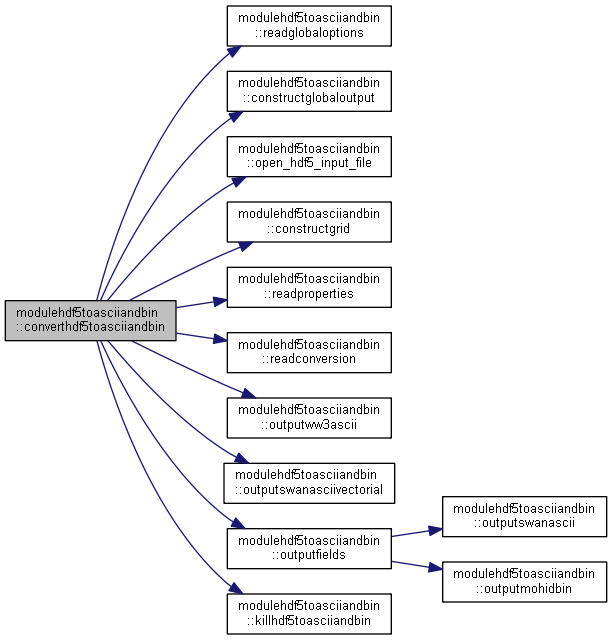 modulehdf5toasciiandbin
::readglobaloptions
modulehdf5toasciiandbin
::constructglobaloutput
modulehdf5toasciiandbin
::open_hdf5_input_file
modulehdf5toasciiandbin
::constructgrid
modulehdf5toasciiandbin
::readproperties
modulehdf5toasciiandbin
::converthdf5toasciiandbin
modulehdf5toasciiandbin
::readconversion
modulehdf5toasciiandbin
::outputww3ascii
modulehdf5toasciiandbin
::outputswanasciivectorial
modulehdf5toasciiandbin
::outputfields
modulehdf5toasciiandbin
::outputswanascii
modulehdf5toasciiandbin
::outputmohidbin
modulehdf5toasciiandbin
::killhdf5toasciiandbin